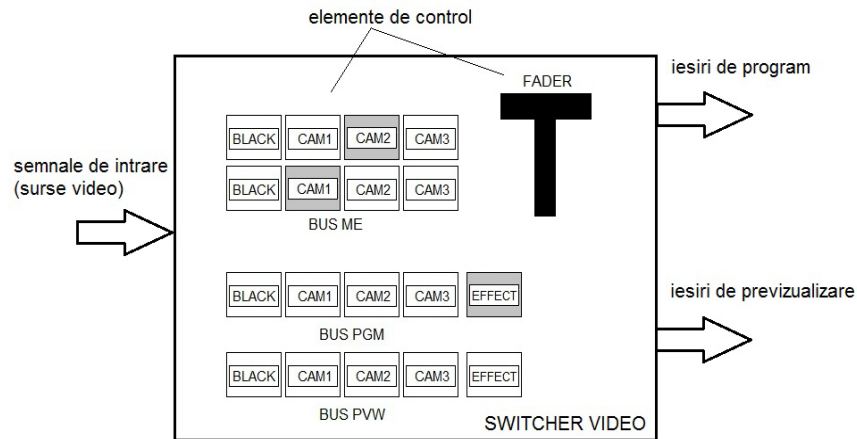 elemente de control
iesiri de program
FADER
BLACK CAM1 CAM2 CAM3
semnale de intrare
(surse video)
BLACK CAM1 CAM2 CAM3
BUS ME
BLACK CAM1 CAM2 CAM3 EFFECT
iesiri de previzualizare
BUS PGM
BLACK CAM1 CAM2 CAM3 EFFECT
BUS PVW
SWITCHER VIDEO